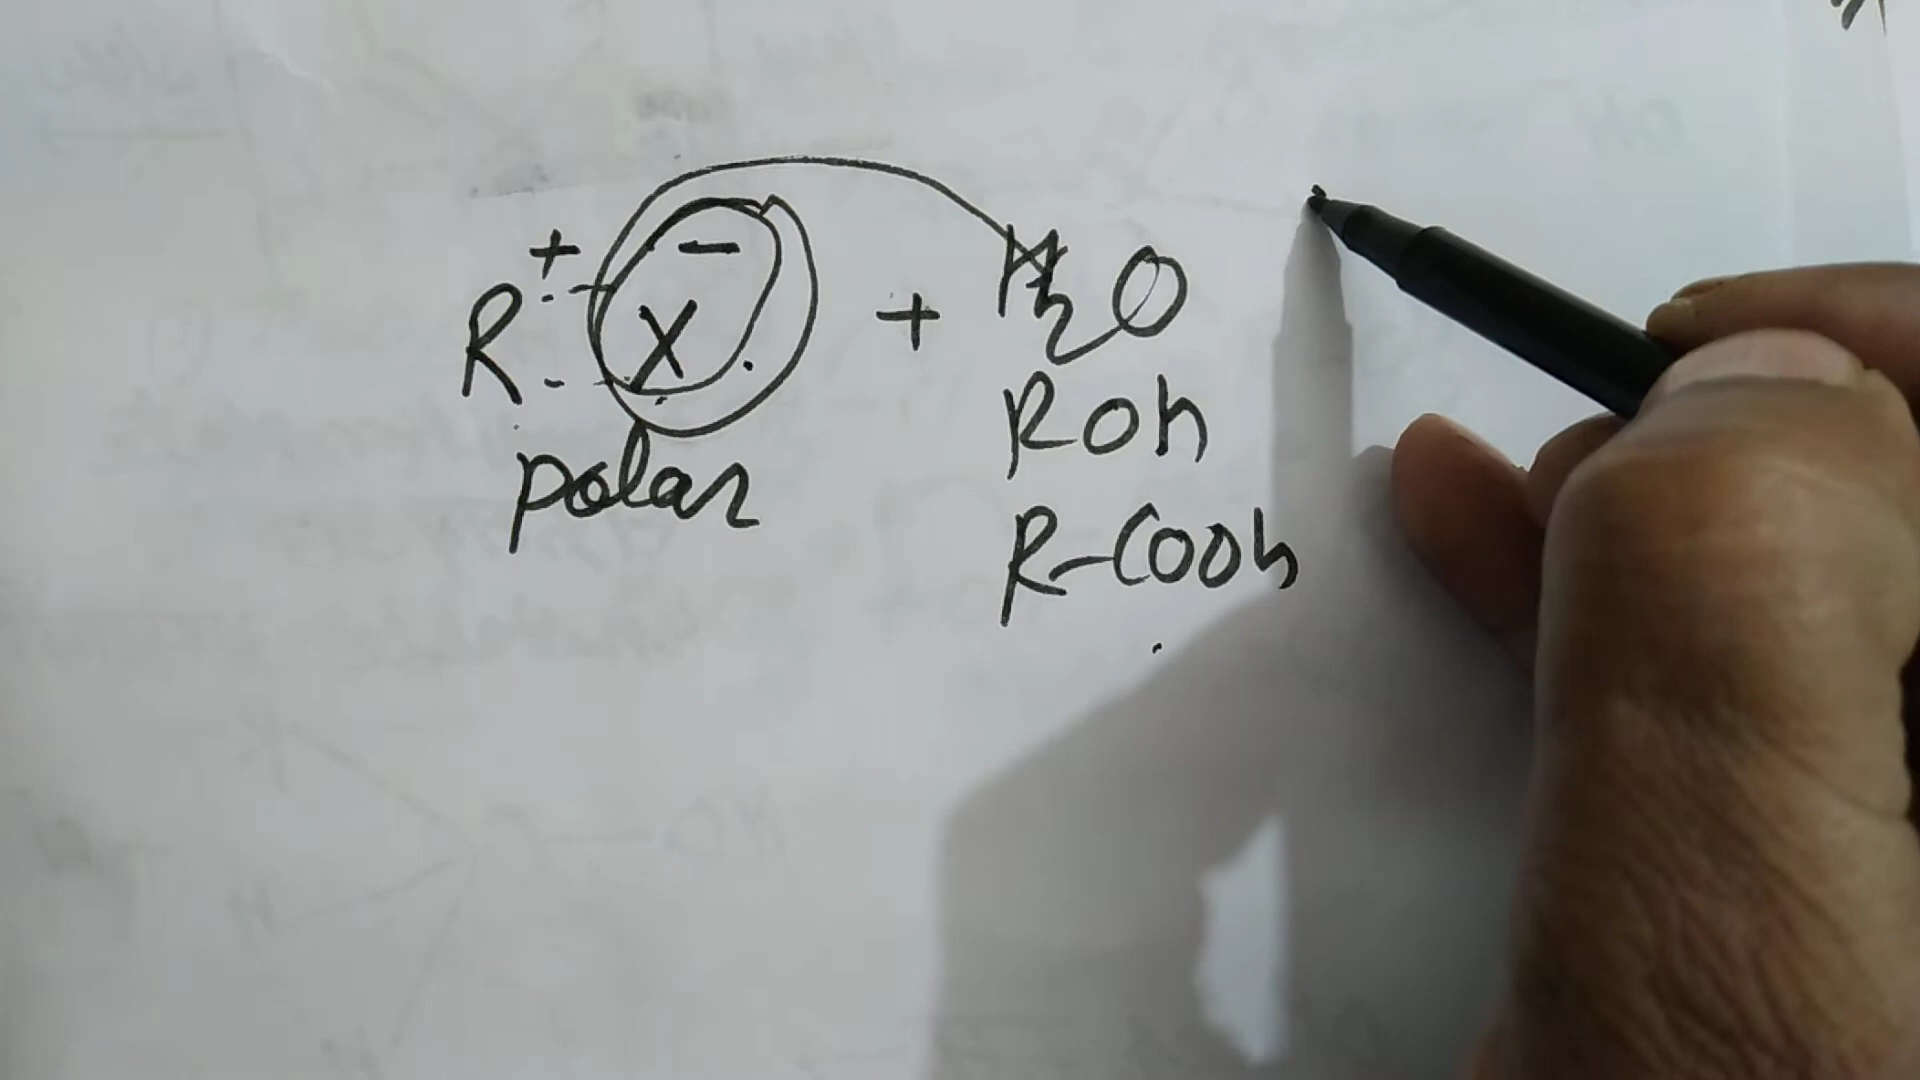 + −
R X + H2O
Roh
polar
R-Cooh